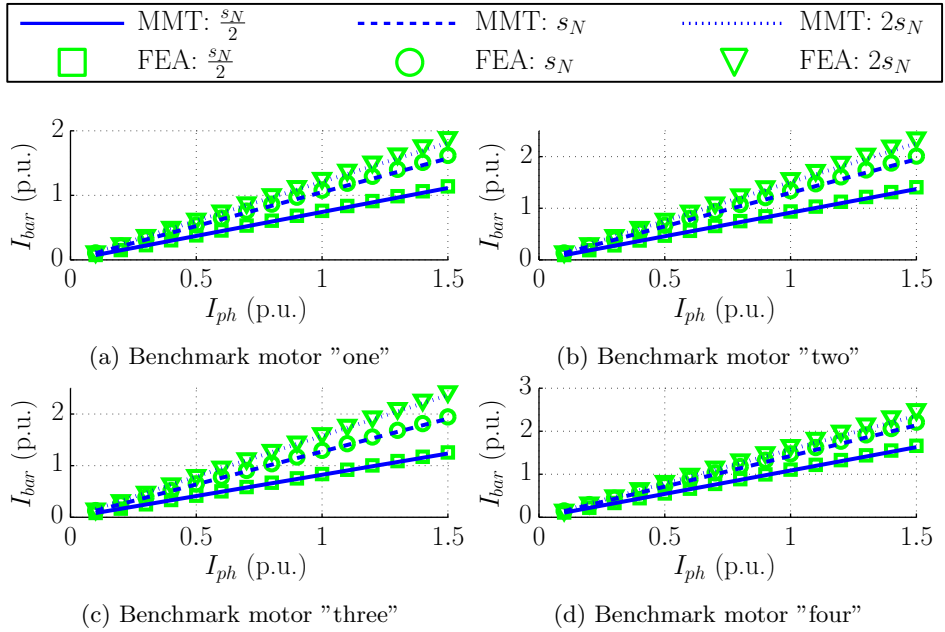 MMT: s_N/2 MMT: s_N MMT: 2s_N
FEA: s_N/2 FEA: s_N FEA: 2s_N
2
1
0
I_bar (p.u.)
0 0.5 1 1.5
I_ph (p.u.)
(a) Benchmark motor ”one”
2
1
0
I_bar (p.u.)
0 0.5 1 1.5
I_ph (p.u.)
(b) Benchmark motor ”two”
2
1
0
I_bar (p.u.)
0 0.5 1 1.5
I_ph (p.u.)
(c) Benchmark motor ”three”
3
2
1
0
I_bar (p.u.)
0 0.5 1 1.5
I_ph (p.u.)
(d) Benchmark motor ”four”